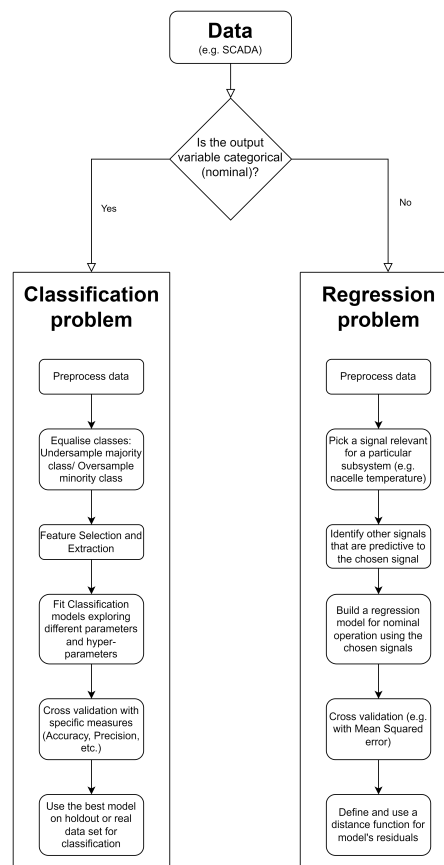 Data
(e.g. SCADA)
Is the output
variable categorical
(nominal)?
Yes
No
Classification
problem
Preprocess data
Equalise classes:
Undersample majority
class/ Oversample
minority class
Feature Selection and
Extraction
Fit Classification
models exploring
different parameters
and hyper-
parameters
Cross validation with
specific measures
(Accuracy, Precision,
etc.)
Use the best model
on holdout or real
data set for
classification
Regression
problem
Preprocess data
Pick a signal relevant
for a particular
subsystem (e.g.
nacelle temperature)
Identify other signals
that are predictive to
the chosen signal
Build a regression
model for nominal
operation using the
chosen signals
Cross validation (e.g.
with Mean Squared
error)
Define and use a
distance function for
model's residuals